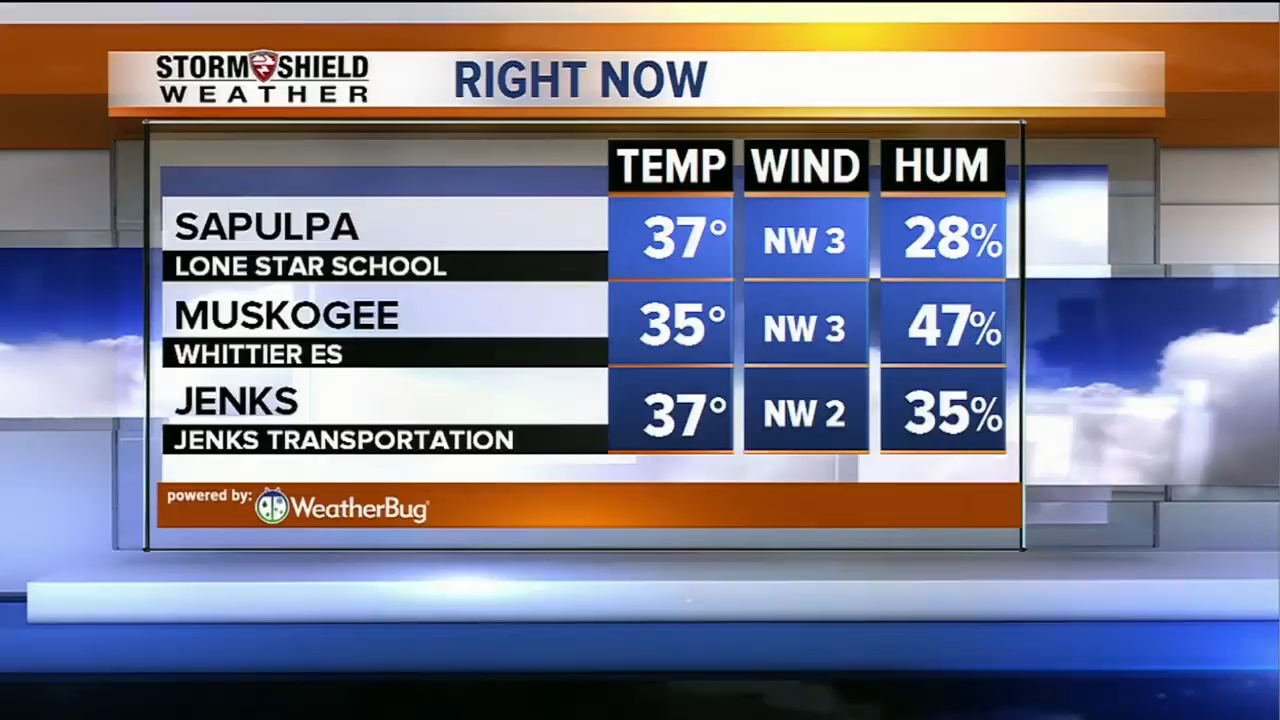 STORM SHIELD
WEATHER
RIGHT NOW
TEMP WIND HUM
SAPULPA 37° NW 3 28%
LONE STAR SCHOOL
MUSKOGEE 35° NW 3 47%
WHITTIER ES
JENKS 37° NW 2 35%
JENKS TRANSPORTATION
powered by: WeatherBug